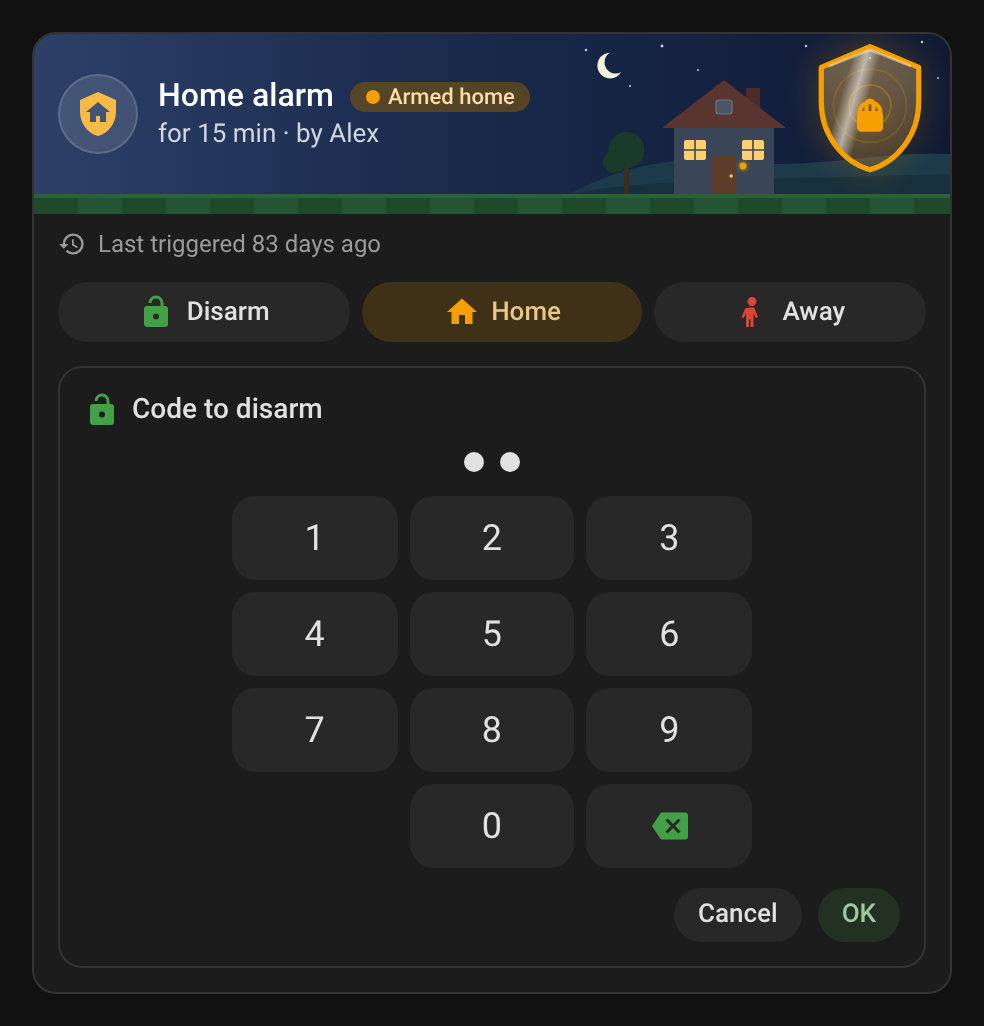 Home alarm
Armed home
for 15 min · by Alex
Last triggered 83 days ago
Disarm
Home
Away
Code to disarm
1 2 3
4 5 6
7 8 9
0
Cancel
OK